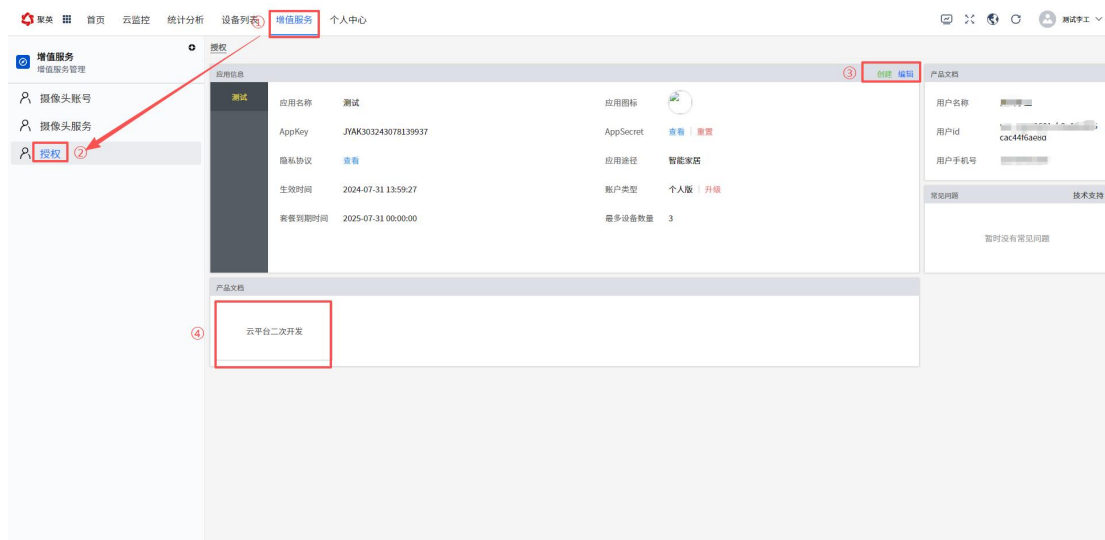 聚英 首页 云监控 统计分析 设备列表 ① 增值服务 个人中心 测试李工
增值服务
增值服务管理
摄像头账号
摄像头服务
授权 ②
授权
应用信息 ③ 创建 编辑
测试
应用名称 测试 应用图标
AppKey JYAK303243078139937 AppSecret 查看 重置
隐私协议 查看 应用途径 智能家居
生效时间 2024-07-31 13:59:27 账户类型 个人版 升级
套餐到期时间 2025-07-31 00:00:00 最多设备数量 3
产品文档
④ 云平台二次开发
产品文档
用户名称
用户id
cac44f6ae8d
用户手机号
常见问题 技术支持
暂时没有常见问题